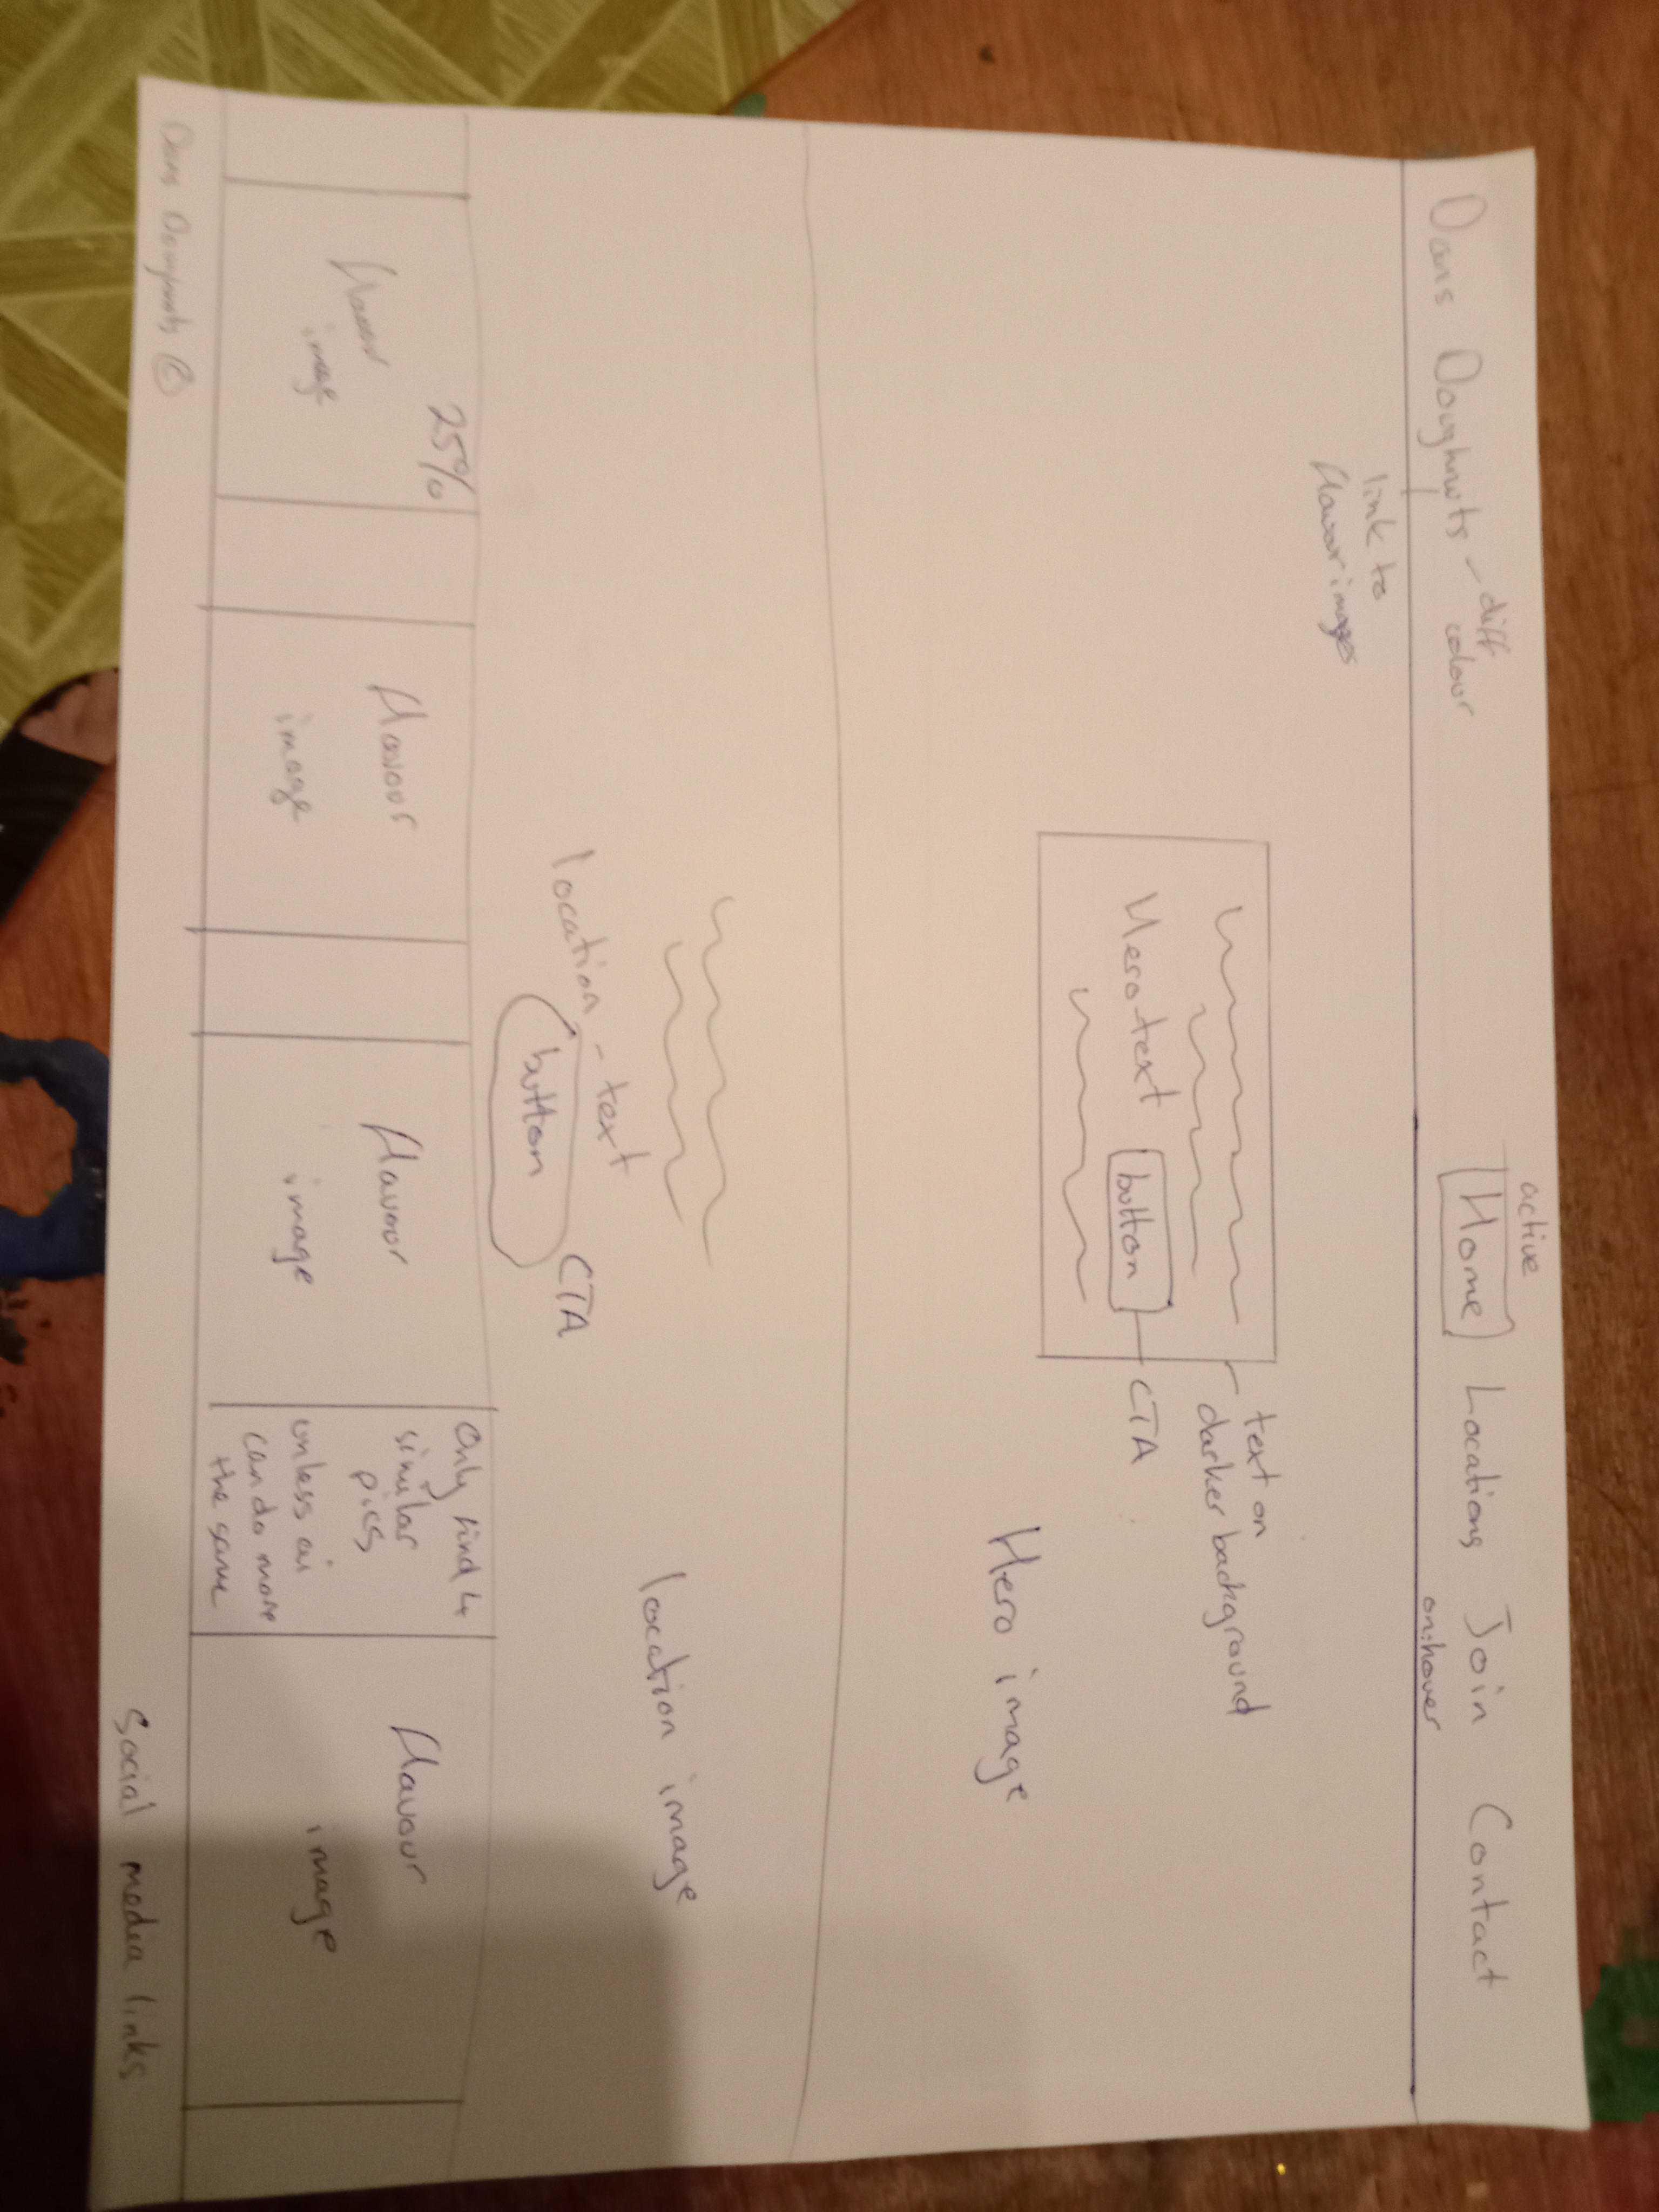 Dans Doughnuts - diff
colour
active
Home Locations Join Contact
on:hover
link to
flavour images
text on
darker background
Hero text button
CTA
Hero image
location - text
button
CTA
location image
25%
flavour
image
flavour
image
flavour
image
Only find 4
similar
pics
unless ai
can do more
the same
flavour
image
Dans Doughnuts ©
Social media links